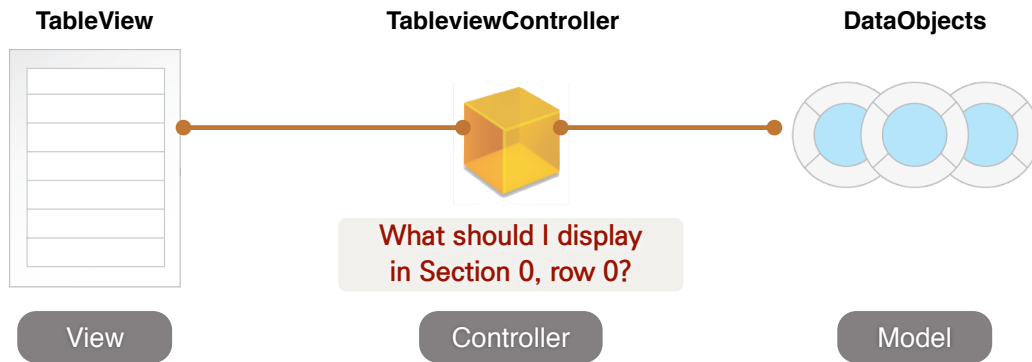 TableView
TableviewController
DataObjects
What should I display
in Section 0, row 0?
View
Controller
Model